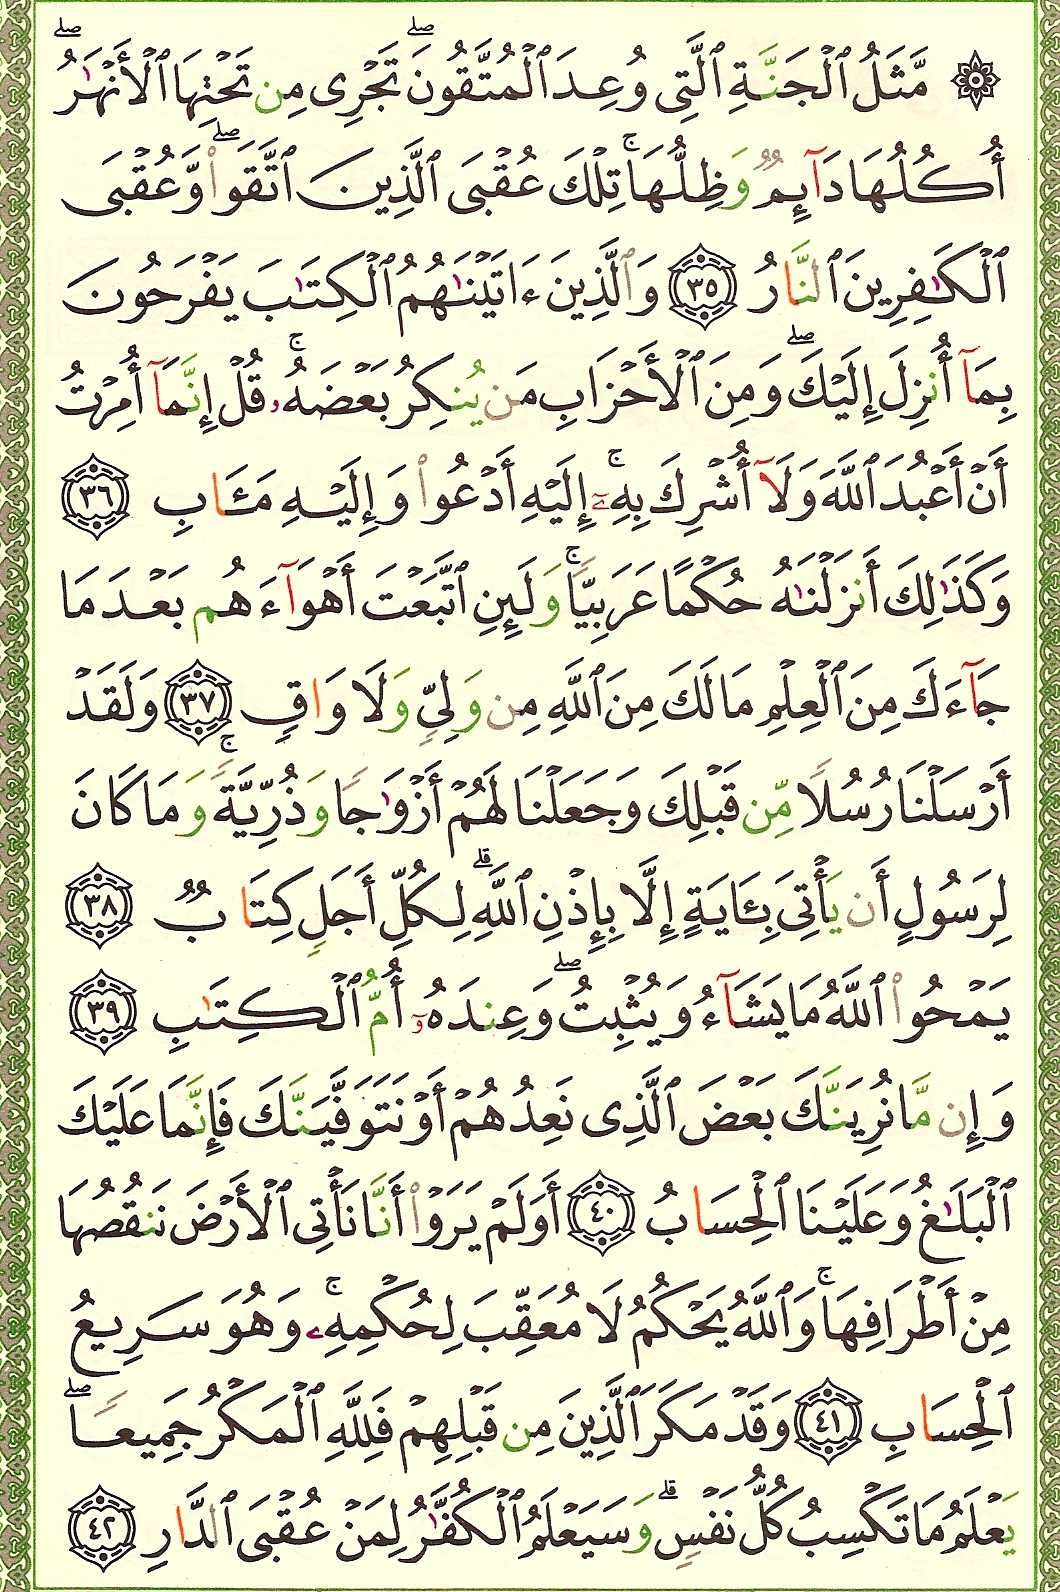 ۞ مَّثَلُ ٱلْجَنَّةِ ٱلَّتِى وُعِدَ ٱلْمُتَّقُونَ ۖ تَجْرِى مِن تَحْتِهَا ٱلْأَنْهَٰرُ ۖ
أُكُلُهَا دَآئِمٌ وَظِلُّهَا ۚ تِلْكَ عُقْبَى ٱلَّذِينَ ٱتَّقَوا۟ ۖ وَّعُقْبَى
ٱلْكَٰفِرِينَ ٱلنَّارُ ٣٥ وَٱلَّذِينَ ءَاتَيْنَٰهُمُ ٱلْكِتَٰبَ يَفْرَحُونَ
بِمَآ أُنزِلَ إِلَيْكَ ۖ وَمِنَ ٱلْأَحْزَابِ مَن يُنكِرُ بَعْضَهُۥ ۚ قُلْ إِنَّمَآ أُمِرْتُ
أَنْ أَعْبُدَ ٱللَّهَ وَلَآ أُشْرِكَ بِهِۦٓ ۚ إِلَيْهِ أَدْعُوا۟ وَإِلَيْهِ مَـَٔابِ ٣٦
وَكَذَٰلِكَ أَنزَلْنَٰهُ حُكْمًا عَرَبِيًّا ۚ وَلَئِنِ ٱتَّبَعْتَ أَهْوَآءَهُم بَعْدَ مَا
جَآءَكَ مِنَ ٱلْعِلْمِ مَا لَكَ مِنَ ٱللَّهِ مِن وَلِىٍّ وَلَا وَاقٍ ٣٧ وَلَقَدْ
أَرْسَلْنَا رُسُلًا مِّن قَبْلِكَ وَجَعَلْنَا لَهُمْ أَزْوَٰجًا وَذُرِّيَّةً ۚ وَمَا كَانَ
لِرَسُولٍ أَن يَأْتِىَ بِـَٔايَةٍ إِلَّا بِإِذْنِ ٱللَّهِ ۗ لِكُلِّ أَجَلٍ كِتَابٌ ٣٨
يَمْحُوا۟ ٱللَّهُ مَا يَشَآءُ وَيُثْبِتُ ۖ وَعِندَهُۥٓ أُمُّ ٱلْكِتَٰبِ ٣٩
وَإِن مَّا نُرِيَنَّكَ بَعْضَ ٱلَّذِى نَعِدُهُمْ أَوْ نَتَوَفَّيَنَّكَ فَإِنَّمَا عَلَيْكَ
ٱلْبَلَٰغُ وَعَلَيْنَا ٱلْحِسَابُ ٤٠ أَوَلَمْ يَرَوْا۟ أَنَّا نَأْتِى ٱلْأَرْضَ نَنقُصُهَا
مِنْ أَطْرَافِهَا ۚ وَٱللَّهُ يَحْكُمُ لَا مُعَقِّبَ لِحُكْمِهِۦ ۚ وَهُوَ سَرِيعُ
ٱلْحِسَابِ ٤١ وَقَدْ مَكَرَ ٱلَّذِينَ مِن قَبْلِهِمْ فَلِلَّهِ ٱلْمَكْرُ جَمِيعًا ۖ
يَعْلَمُ مَا تَكْسِبُ كُلُّ نَفْسٍ ۗ وَسَيَعْلَمُ ٱلْكُفَّٰرُ لِمَنْ عُقْبَى ٱلدَّارِ ٤٢